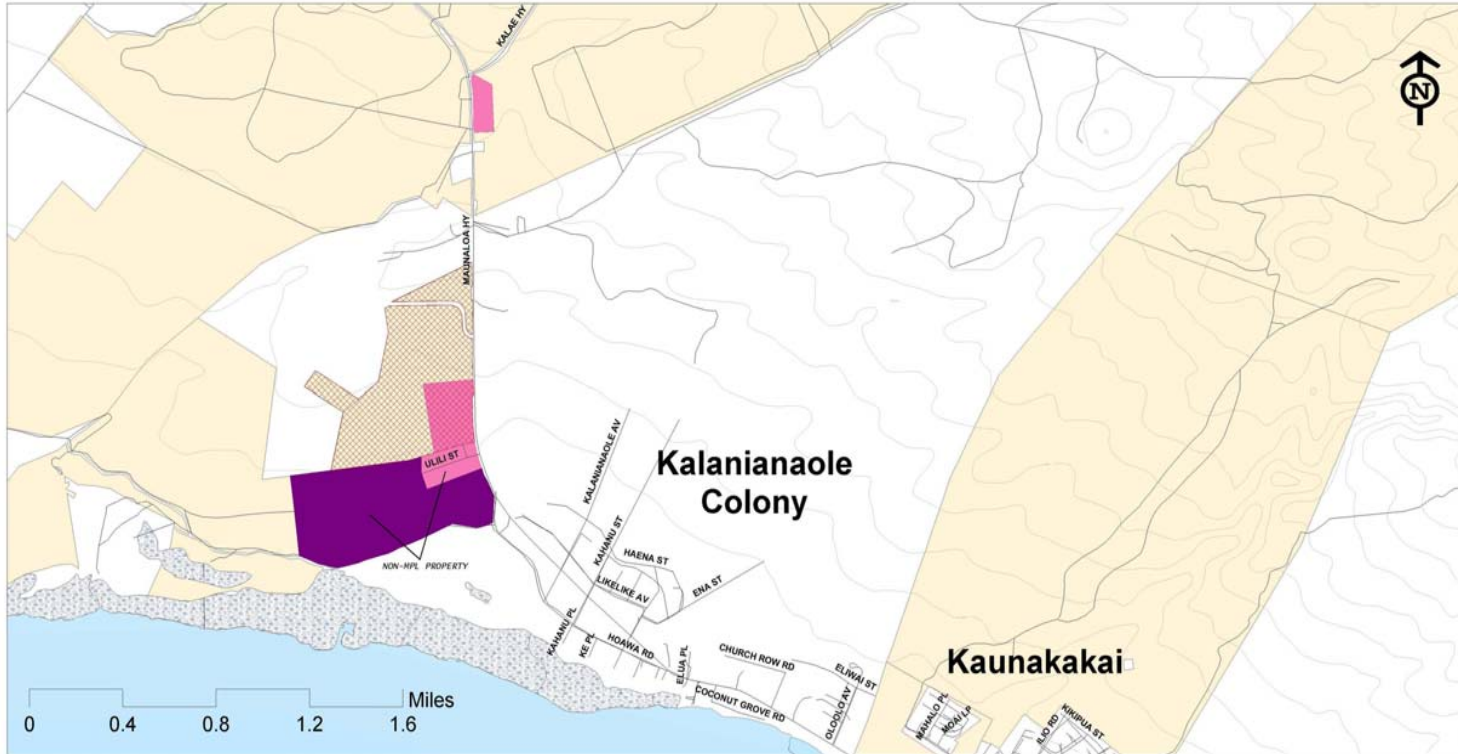 KALAE HY
N
MAUNALOA HY
ULILI ST
NON-MPL PROPERTY
KALANIANAOLE AV
KAHANU ST
Kalanianaole
Colony
HAENA ST
LIKELIKE AV
ENA ST
KAHANU PL
KE PL
HOAWA RD
ELUA PL
CHURCH ROW RD
ELIWAI ST
COCONUT GROVE RD
OLOOLO AV
Kaunakakai
MAHALO PL
MOAI LP
ILIO RD
KIKIPUA ST
Miles
0 0.4 0.8 1.2 1.6